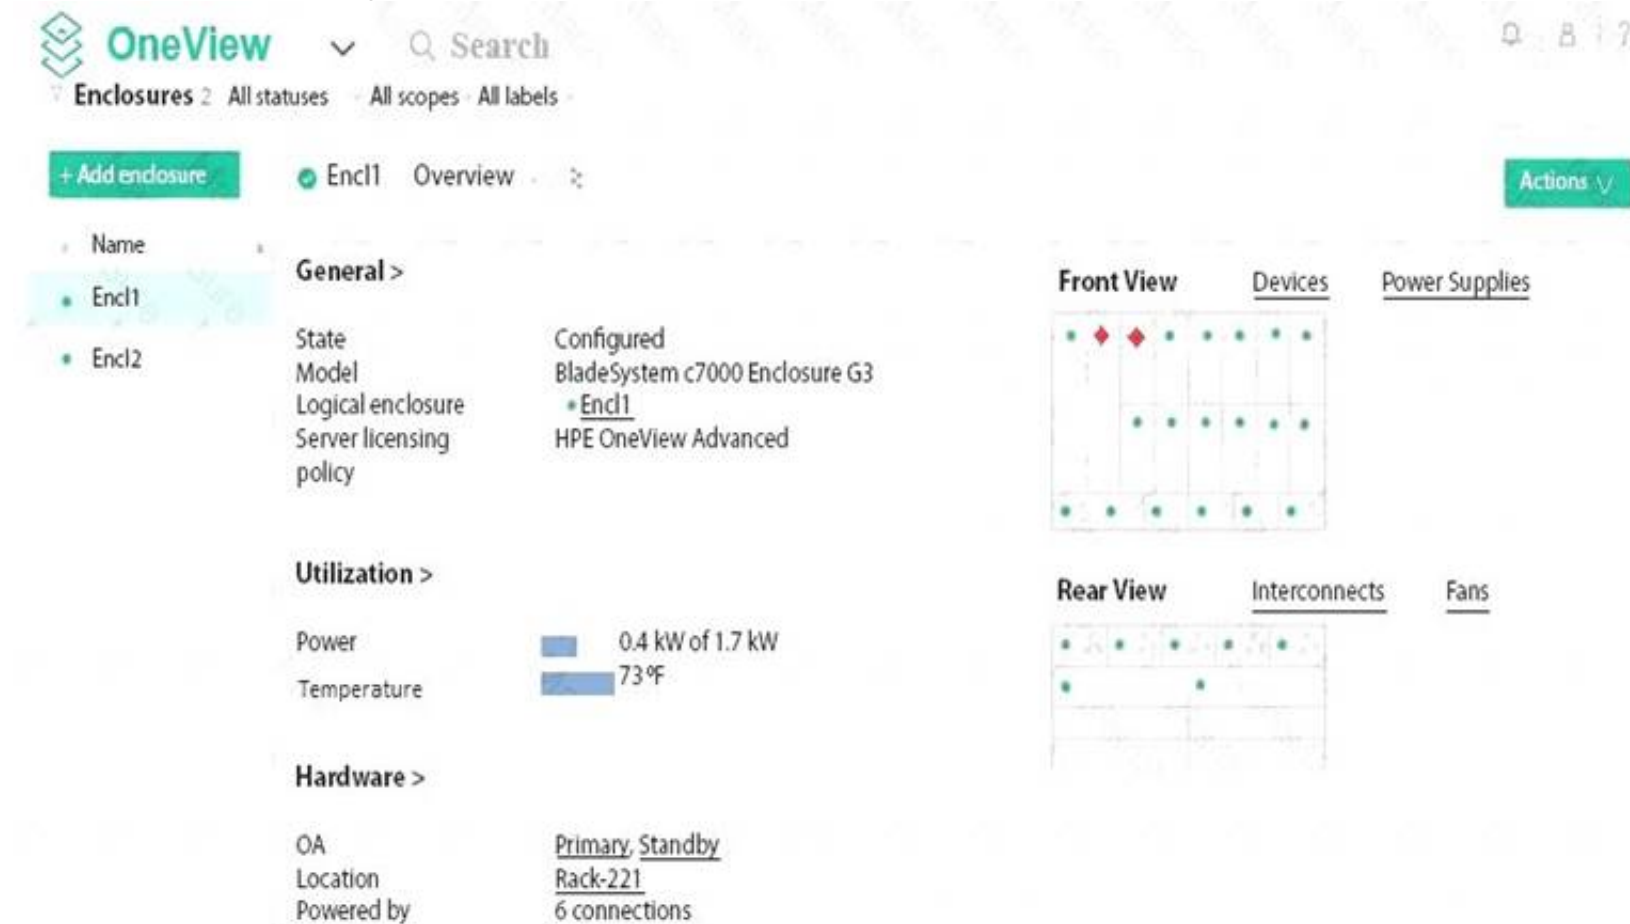 OneView Search
Enclosures 2 All statuses All scopes All labels
+ Add enclosure
Encl1 Overview
Actions
Name
Encl1
Encl2
General >
State Configured
Model BladeSystem c7000 Enclosure G3
Logical enclosure Encl1
Server licensing HPE OneView Advanced
policy
Utilization >
Power 0.4 kW of 1.7 kW
Temperature 73ºF
Hardware >
OA Primary, Standby
Location Rack-221
Powered by 6 connections
Front View Devices Power Supplies
Rear View Interconnects Fans